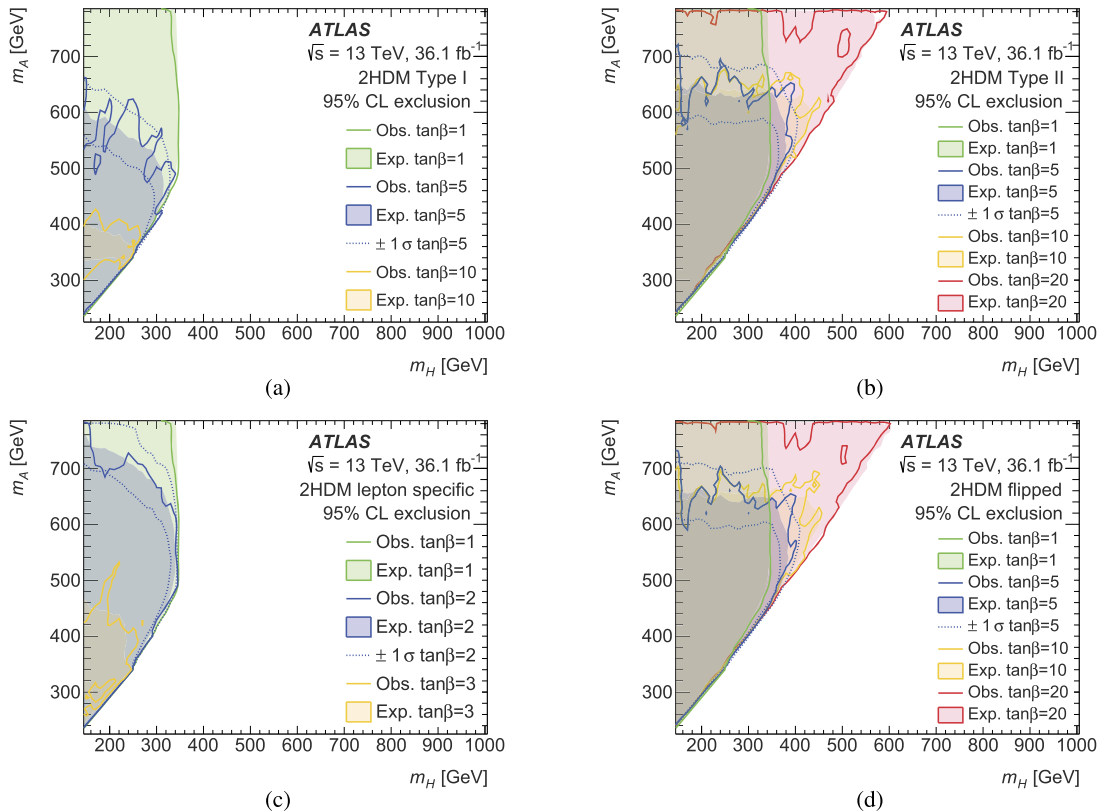 m_A [GeV]
700
600
500
400
300
200 300 400 500 600 700 800 900 1000
m_H [GeV]
ATLAS
√s = 13 TeV, 36.1 fb⁻¹
2HDM Type I
95% CL exclusion
Obs. tanβ=1
Exp. tanβ=1
Obs. tanβ=5
Exp. tanβ=5
± 1 σ tanβ=5
Obs. tanβ=10
Exp. tanβ=10
(a)
m_A [GeV]
700
600
500
400
300
200 300 400 500 600 700 800 900 1000
m_H [GeV]
ATLAS
√s = 13 TeV, 36.1 fb⁻¹
2HDM Type II
95% CL exclusion
Obs. tanβ=1
Exp. tanβ=1
Obs. tanβ=5
Exp. tanβ=5
± 1 σ tanβ=5
Obs. tanβ=10
Exp. tanβ=10
Obs. tanβ=20
Exp. tanβ=20
(b)
m_A [GeV]
700
600
500
400
300
200 300 400 500 600 700 800 900 1000
m_H [GeV]
ATLAS
√s = 13 TeV, 36.1 fb⁻¹
2HDM lepton specific
95% CL exclusion
Obs. tanβ=1
Exp. tanβ=1
Obs. tanβ=2
Exp. tanβ=2
± 1 σ tanβ=2
Obs. tanβ=3
Exp. tanβ=3
(c)
m_A [GeV]
700
600
500
400
300
200 300 400 500 600 700 800 900 1000
m_H [GeV]
ATLAS
√s = 13 TeV, 36.1 fb⁻¹
2HDM flipped
95% CL exclusion
Obs. tanβ=1
Exp. tanβ=1
Obs. tanβ=5
Exp. tanβ=5
± 1 σ tanβ=5
Obs. tanβ=10
Exp. tanβ=10
Obs. tanβ=20
Exp. tanβ=20
(d)